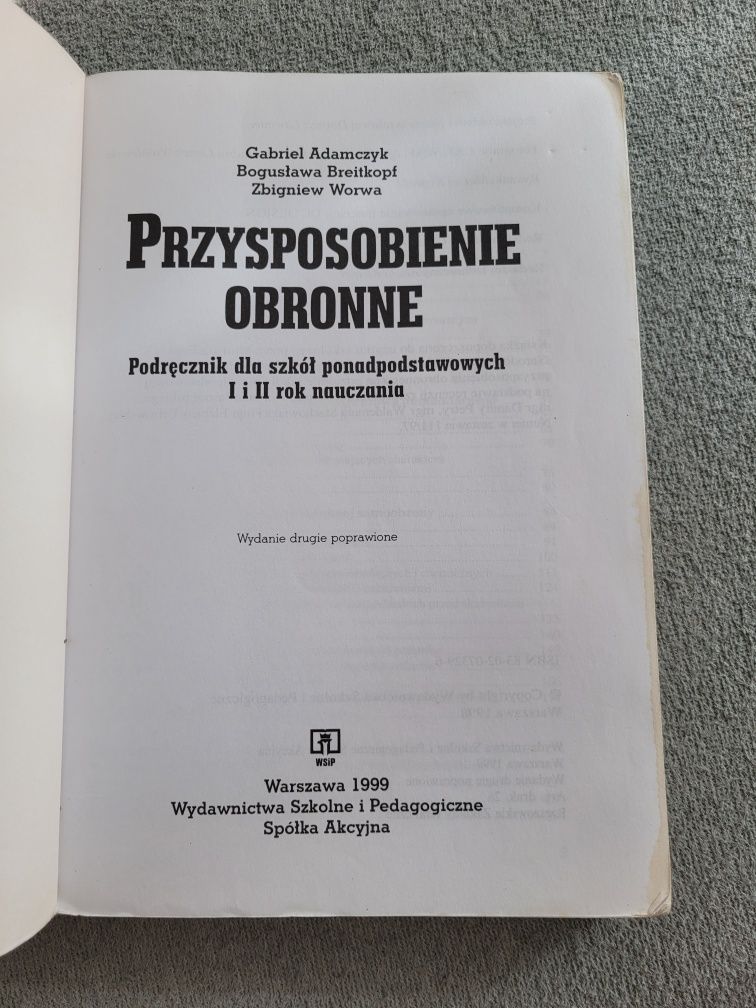 Gabriel Adamczyk
Bogusława Breitkopf
Zbigniew Worwa
PRZYSPOSOBIENIE
OBRONNE
Podręcznik dla szkół ponadpodstawowych
I i II rok nauczania
Wydanie drugie poprawione
WSiP
Warszawa 1999
Wydawnictwa Szkolne i Pedagogiczne
Spółka Akcyjna